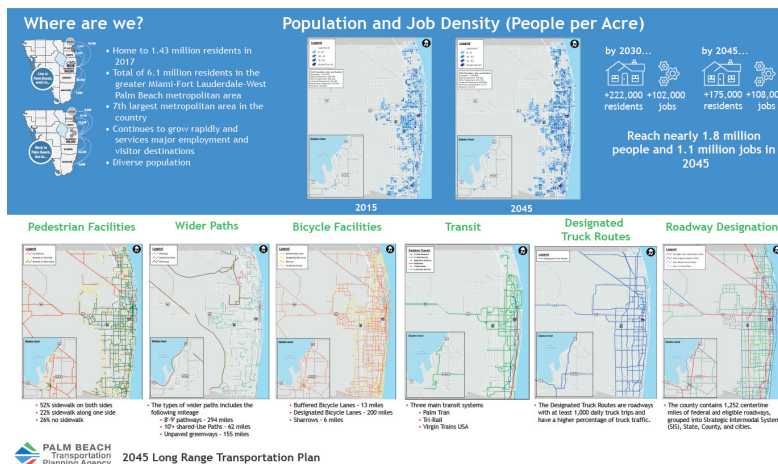 Where are we?
• Home to 1.43 million residents in
2017
• Total of 6.1 million residents in the
greater Miami-Fort Lauderdale-West
Palm Beach metropolitan area
• 7th largest metropolitan area in the
country
• Continues to grow rapidly and
services major employment and
visitor destinations
• Diverse population
Population and Job Density (People per Acre)
Legend
Legend
2015
2045
by 2030...
by 2045...
+222,000
residents
+102,000
jobs
+175,000
residents
+108,00
jobs
Reach nearly 1.8 million
people and 1.1 million jobs in
2045
Pedestrian Facilities
Legend
• 52% sidewalk on both sides
• 22% sidewalk along one side
• 26% no sidewalk
Wider Paths
Legend
• The types of wider paths includes the
following mileage
• 8'-9' pathways - 294 miles
• 10'+ shared-Use Paths - 62 miles
• Unpaved greenways - 155 miles
Bicycle Facilities
Legend
• Buffered Bicycle Lanes - 13 miles
• Designated Bicycle Lanes - 200 miles
• Sharrows - 6 miles
Transit
• Three main transit systems
• Palm Tran
• Tri-Rail
• Virgin Trains USA
Designated
Truck Routes
Legend
• The Designated Truck Routes are roadways
with at least 1,000 daily truck trips and
have a higher percentage of truck traffic.
Roadway Designation
Legend
• The county contains 1,252 centerline
miles of federal aid eligible roadways,
grouped into Strategic Intermodal System
(SIS), State, County, and cities.
PALM BEACH
Transportation
Planning Agency
2045 Long Range Transportation Plan